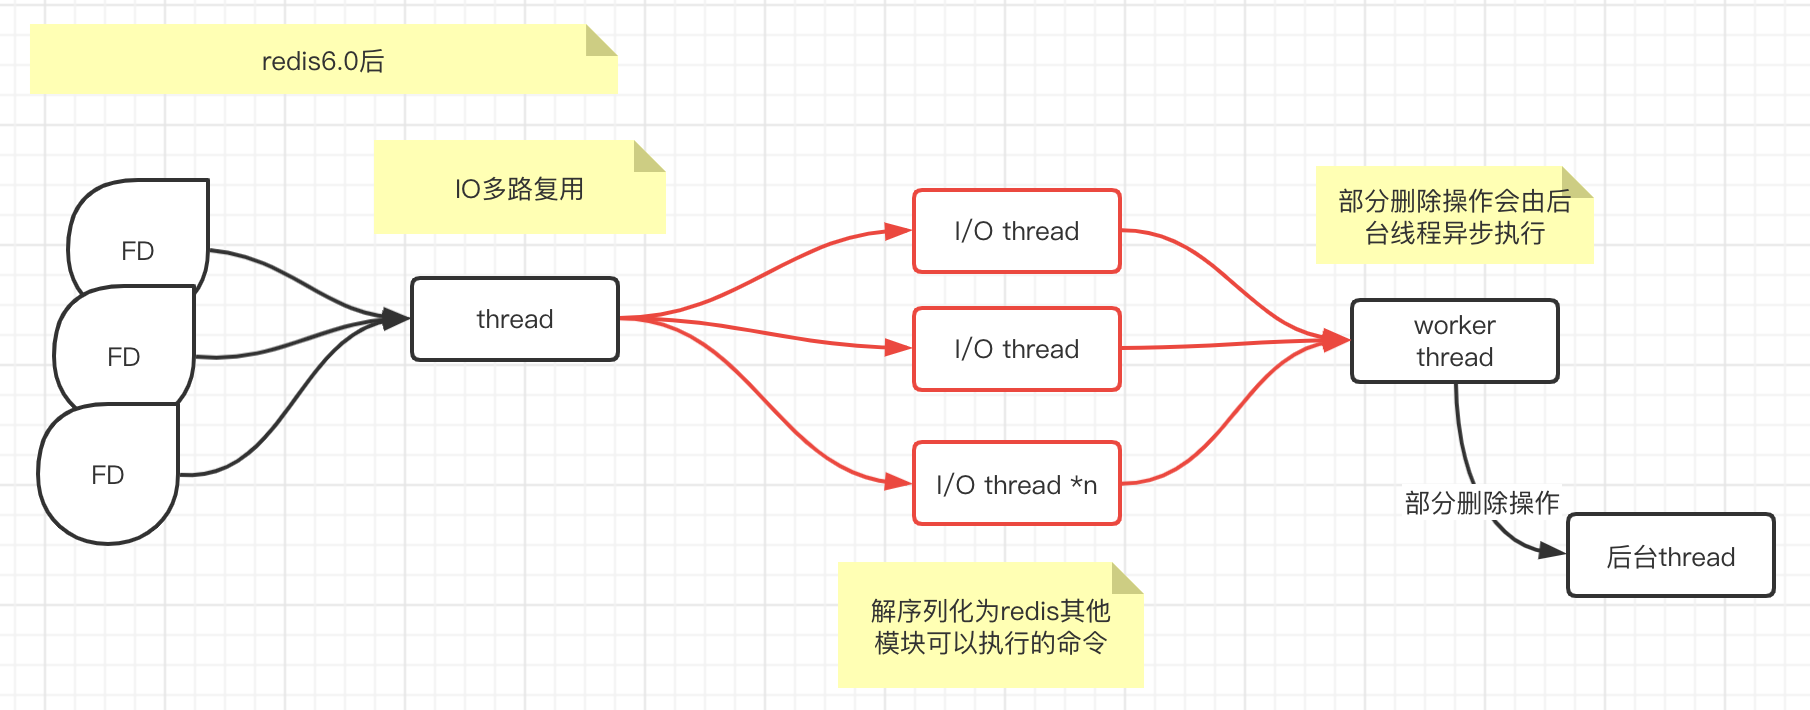 redis6.0后
IO多路复用
FD
FD
FD
thread
I/O thread
I/O thread
I/O thread *n
解序列化为redis其他
模块可以执行的命令
部分删除操作会由后
台线程异步执行
worker
thread
部分删除操作
后台thread